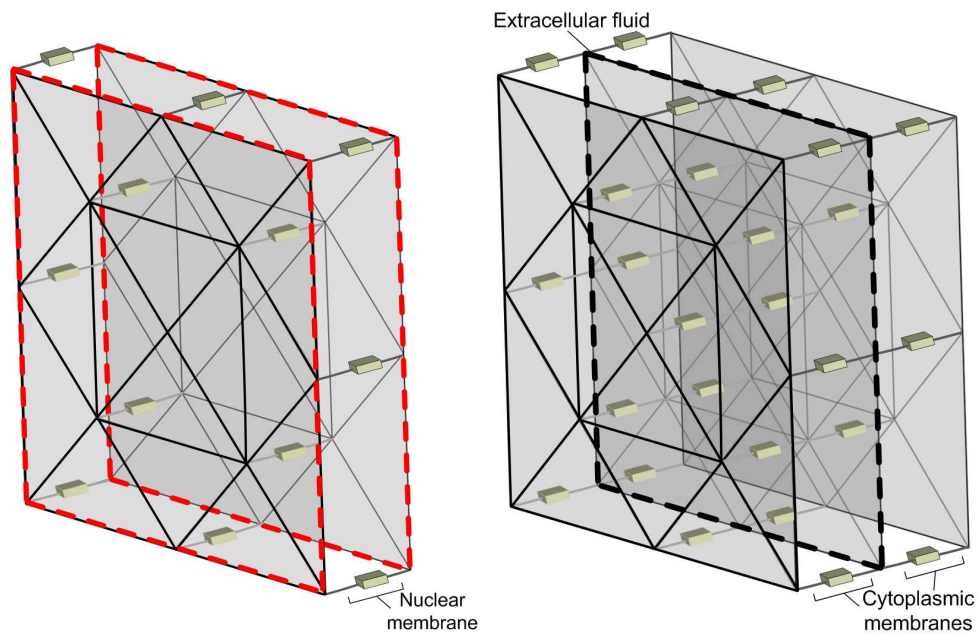 Extracellular fluid
Nuclear
membrane
Cytoplasmic
membranes